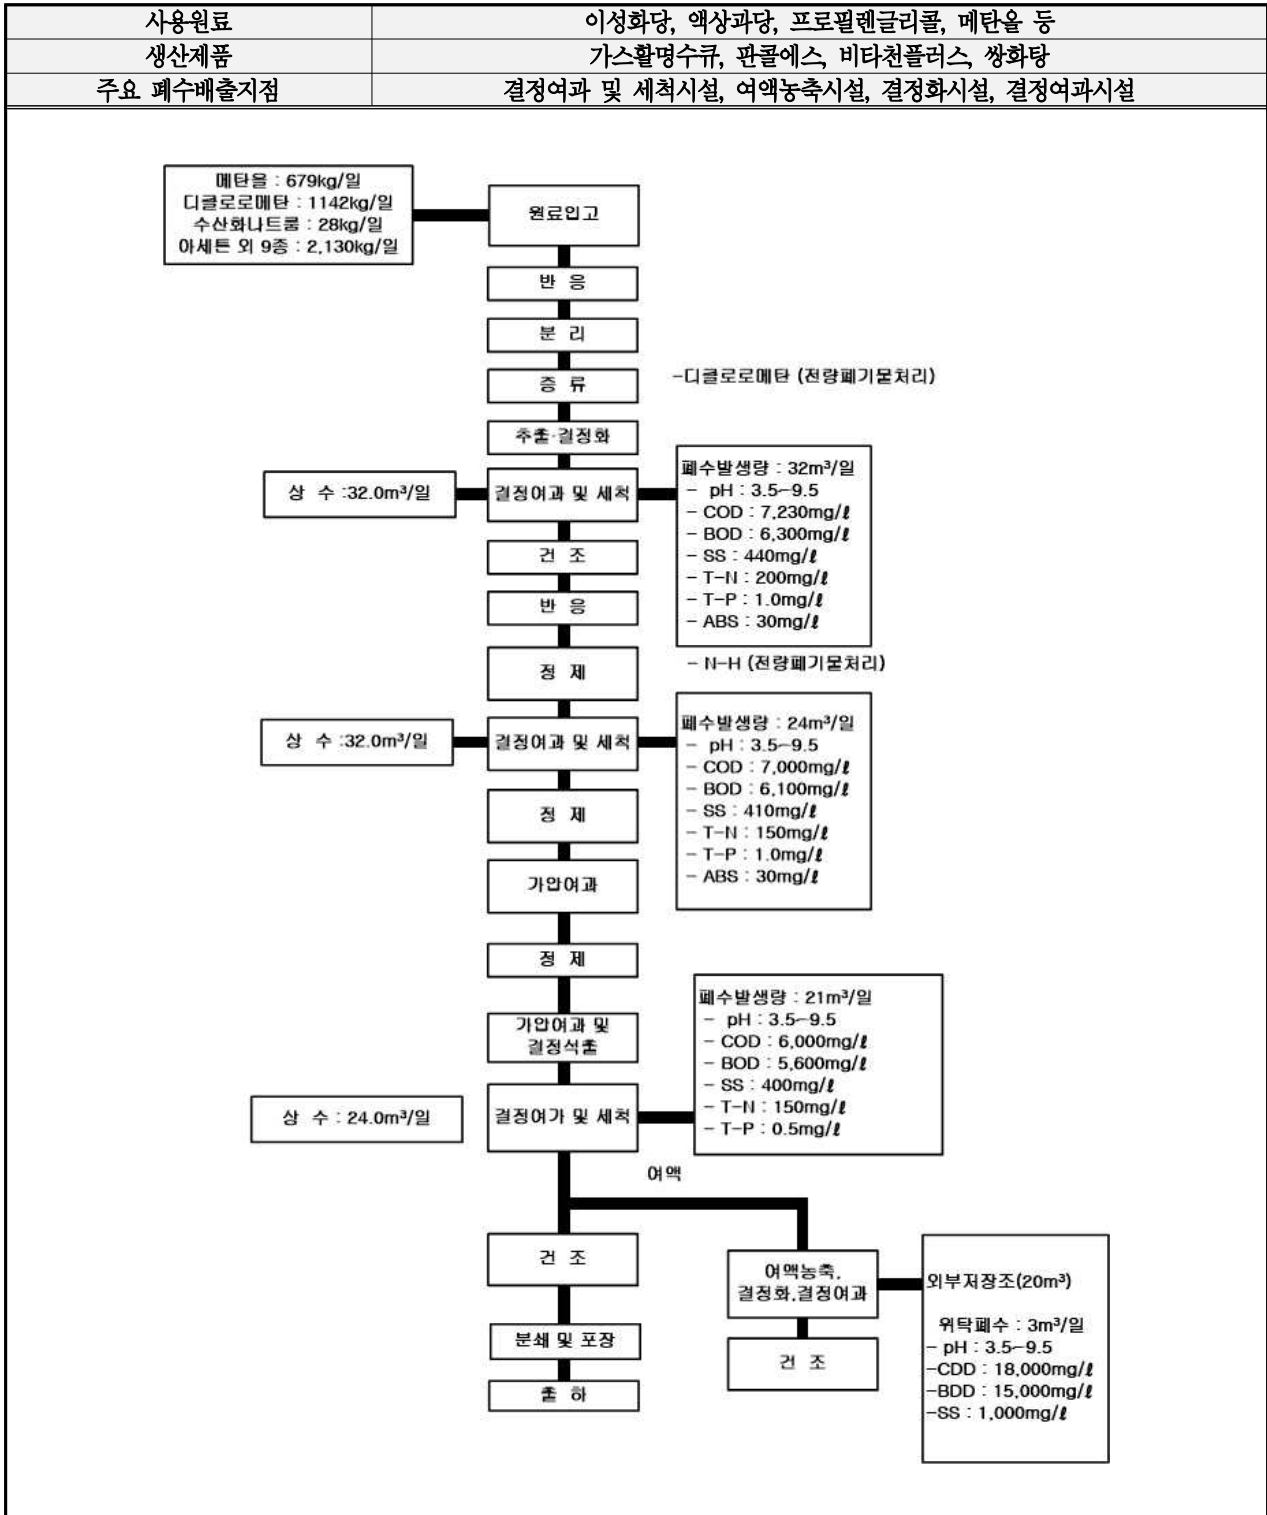 사용원료 이성화당, 액상과당, 프로필렌글리콜, 메탄올 등
생산제품 가스활명수큐, 판콜에스, 비타천플러스, 쌍화탕
주요 폐수배출지점 결정여과 및 세척시설, 여액농축시설, 결정화시설, 결정여과시설
메탄올 : 679kg/일
디클로로메탄 : 1142kg/일
수산화나트륨 : 28kg/일
아세톤 외 9종 : 2,130kg/일
원료입고
반 응
분 리
증 류
-디클로로메탄 (전량폐기물처리)
추출·결정화
상 수 :32.0m³/일
결정여과 및 세척
폐수발생량 : 32m³/일
- pH : 3.5~9.5
- COD : 7,230mg/ℓ
- BOD : 6,300mg/ℓ
- SS : 440mg/ℓ
- T-N : 200mg/ℓ
- T-P : 1.0mg/ℓ
- ABS : 30mg/ℓ
건 조
반 응
정 제
- N-H (전량폐기물처리)
상 수 :32.0m³/일
결정여과 및 세척
폐수발생량 : 24m³/일
- pH : 3.5~9.5
- COD : 7,000mg/ℓ
- BOD : 6,100mg/ℓ
- SS : 410mg/ℓ
- T-N : 150mg/ℓ
- T-P : 1.0mg/ℓ
- ABS : 30mg/ℓ
정 제
가압여과
정 제
가압여과 및
결정석출
상 수 : 24.0m³/일
결정여가 및 세척
폐수발생량 : 21m³/일
- pH : 3.5~9.5
- COD : 6,000mg/ℓ
- BOD : 5,600mg/ℓ
- SS : 400mg/ℓ
- T-N : 150mg/ℓ
- T-P : 0.5mg/ℓ
여액
건 조
분쇄 및 포장
출 하
여액농축,
결정화,결정여과
건 조
외부저장조(20m³)
위탁폐수 : 3m³/일
- pH : 3.5~9.5
-CDD : 18,000mg/ℓ
-BDD : 15,000mg/ℓ
-SS : 1,000mg/ℓ